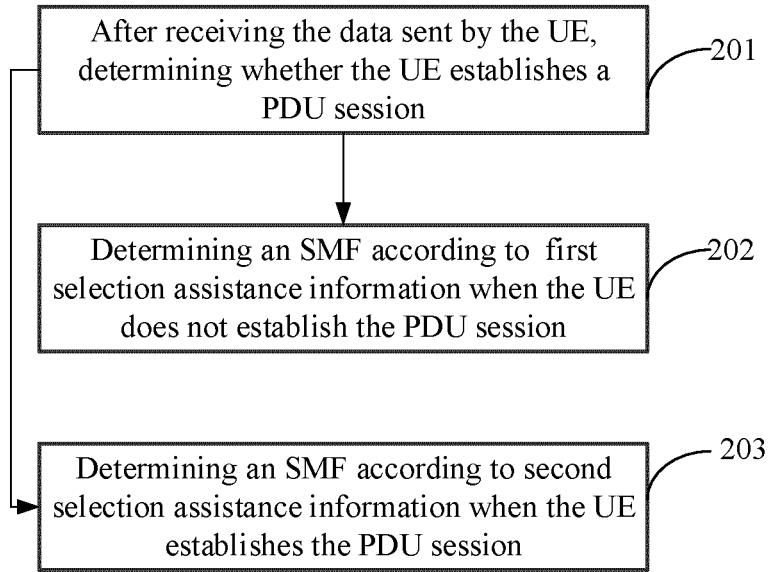 After receiving the data sent by the UE,
determining whether the UE establishes a
PDU session
201
Determining an SMF according to first
selection assistance information when the UE
does not establish the PDU session
202
Determining an SMF according to second
selection assistance information when the UE
establishes the PDU session
203